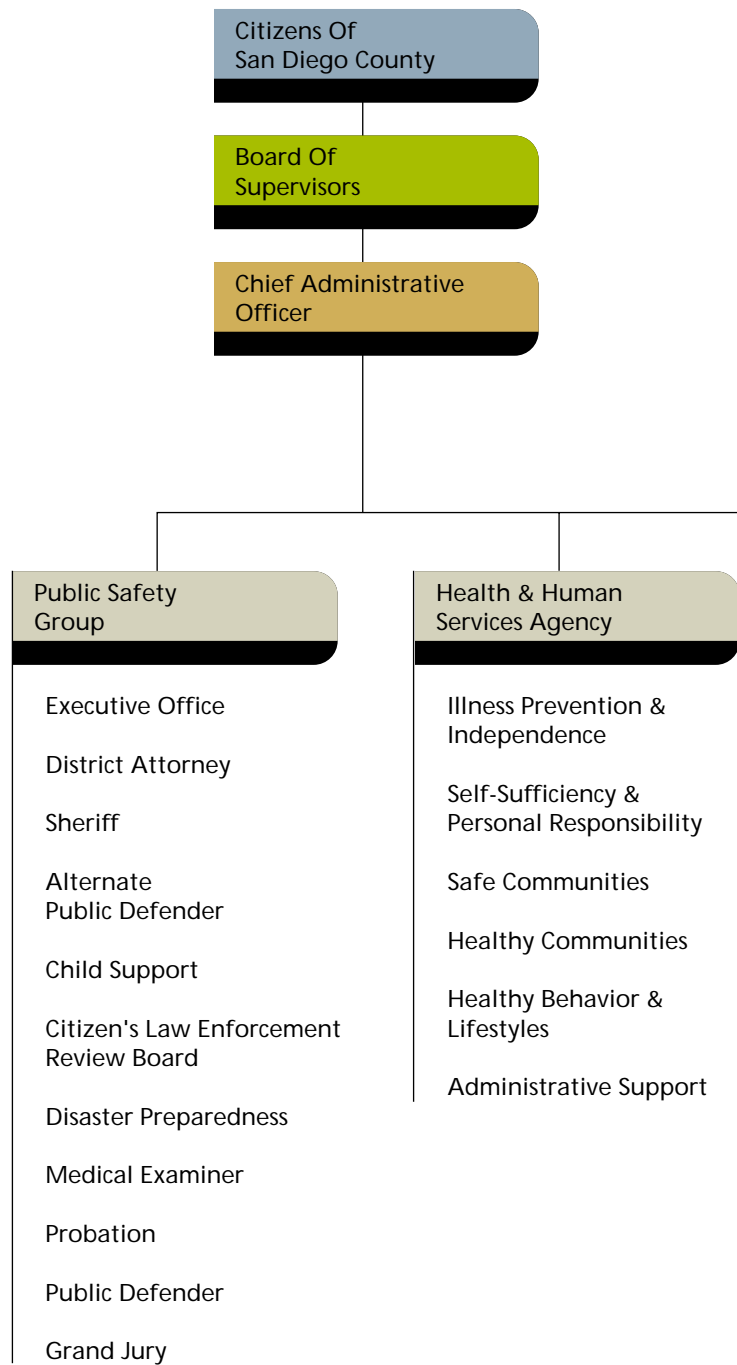 Citizens Of
San Diego County
Board Of
Supervisors
Chief Administrative
Officer
Public Safety
Group
Executive Office
District Attorney
Sheriff
Alternate
Public Defender
Child Support
Citizen's Law Enforcement
Review Board
Disaster Preparedness
Medical Examiner
Probation
Public Defender
Grand Jury
Health & Human
Services Agency
Illness Prevention &
Independence
Self-Sufficiency &
Personal Responsibility
Safe Communities
Healthy Communities
Healthy Behavior &
Lifestyles
Administrative Support